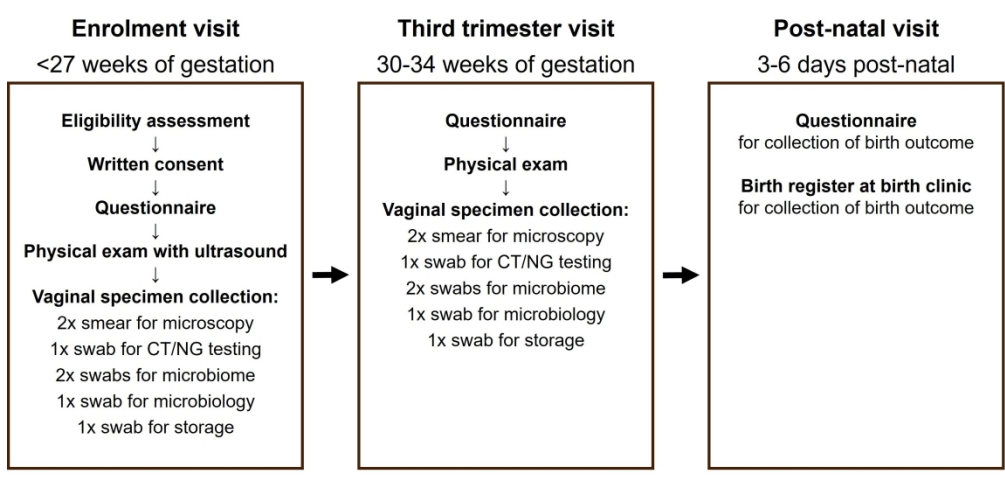 Enrolment visit
<27 weeks of gestation
Eligibility assessment
↓
Written consent
↓
Questionnaire
↓
Physical exam with ultrasound
↓
Vaginal specimen collection:
2x smear for microscopy
1x swab for CT/NG testing
2x swabs for microbiome
1x swab for microbiology
1x swab for storage
Third trimester visit
30-34 weeks of gestation
Questionnaire
↓
Physical exam
↓
Vaginal specimen collection:
2x smear for microscopy
1x swab for CT/NG testing
2x swabs for microbiome
1x swab for microbiology
1x swab for storage
Post-natal visit
3-6 days post-natal
Questionnaire
for collection of birth outcome
Birth register at birth clinic
for collection of birth outcome